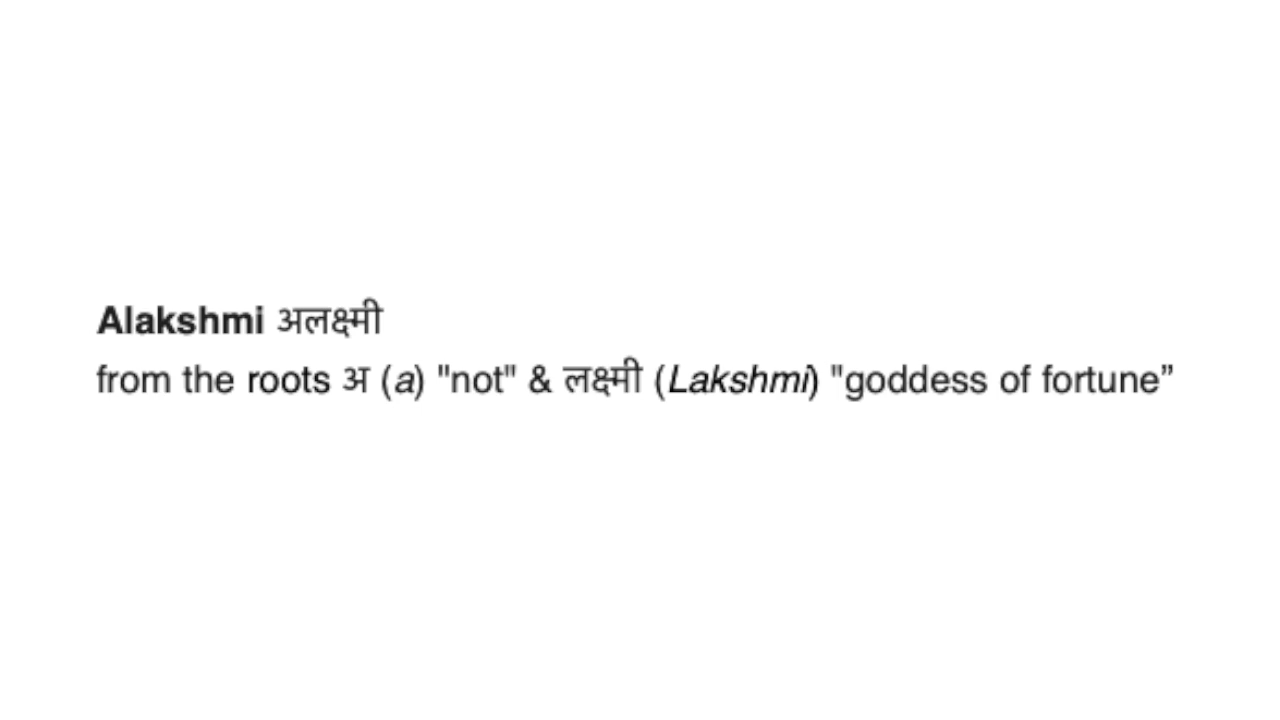 Alakshmi अलक्ष्मी
from the roots अ (a) "not" & लक्ष्मी (Lakshmi) "goddess of fortune”